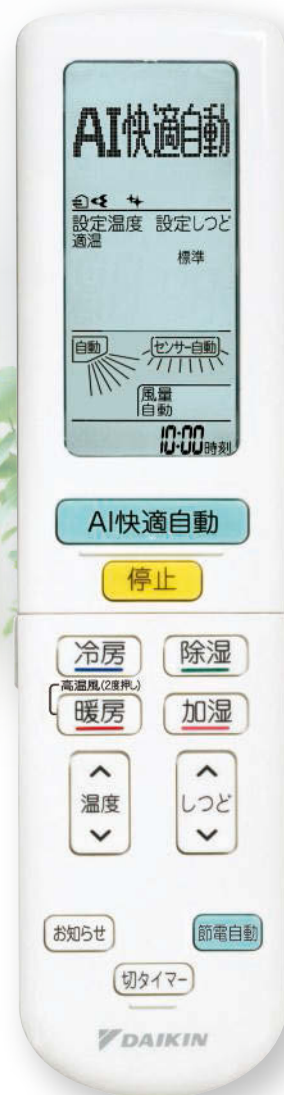 AI快適自動
設定温度 設定しつど
適温
標準
自動 センサー自動
風量
自動
10:00時刻
AI快適自動
停止
冷房 除湿
高温風(2度押し)
暖房 加湿
温度 しつど
お知らせ 節電自動
切タイマー
DAIKIN